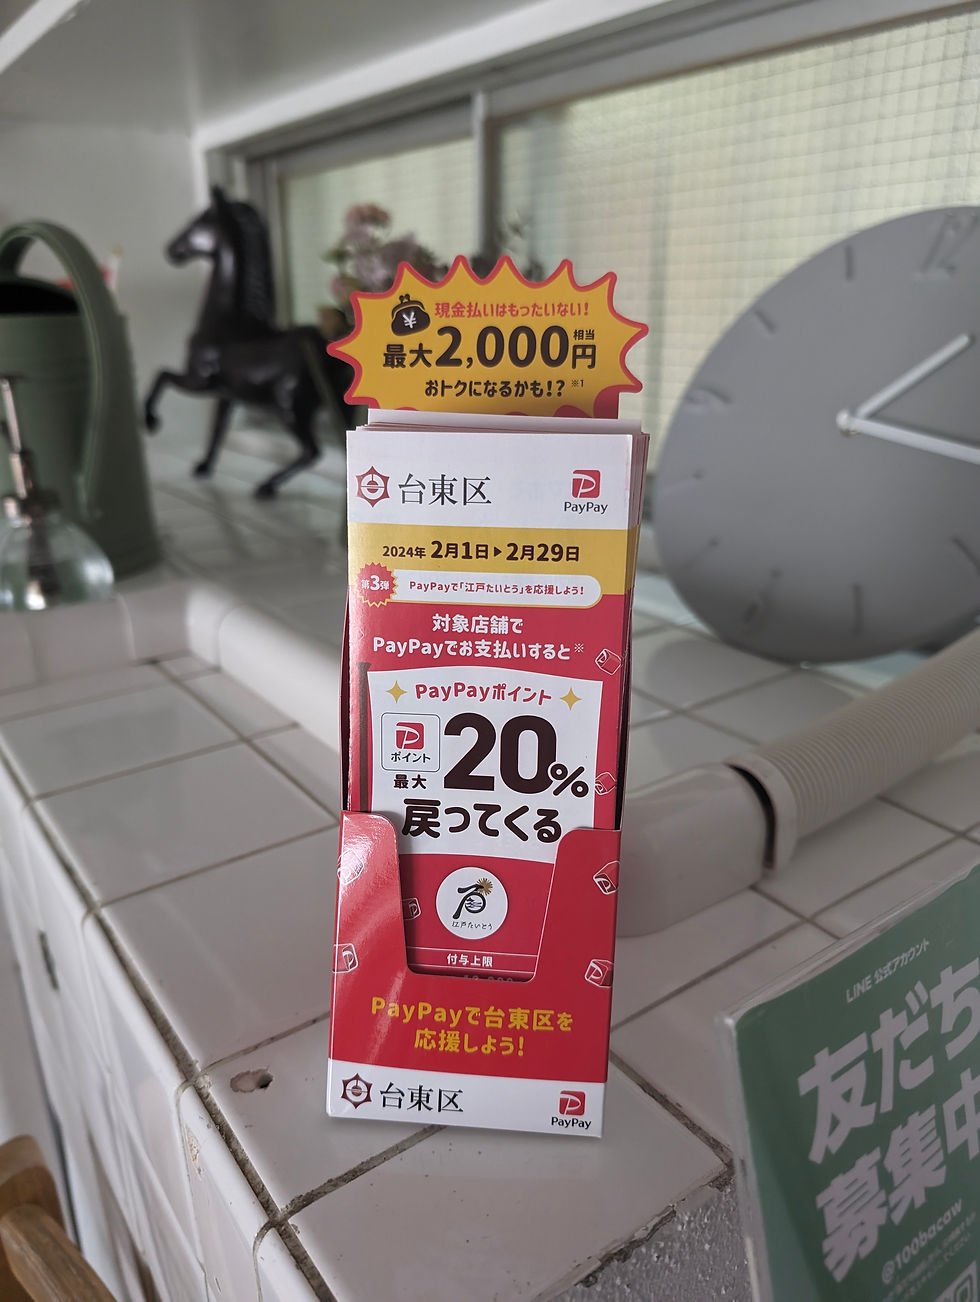 現金払いはもったいない!
最大2,000円相当
おトクになるかも!? ※1
台東区
PayPay
2024年 2月1日▶2月29日
第3弾
PayPayで「江戸たいとう」を応援しよう!
対象店舗で
PayPayでお支払いすると※
PayPayポイント
ポイント
最大
20%
戻ってくる
江戸たいとう
付与上限
PayPayで台東区を
応援しよう!
台東区
PayPay
LINE 公式アカウント
友だち
募集中
@100bacaw
12